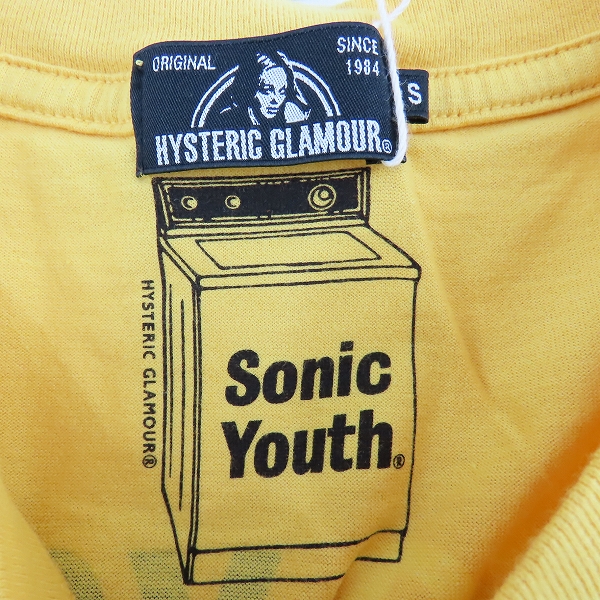 ORIGINAL
SINCE
1984
HYSTERIC GLAMOUR®
S
HYSTERIC GLAMOUR®
Sonic
Youth®